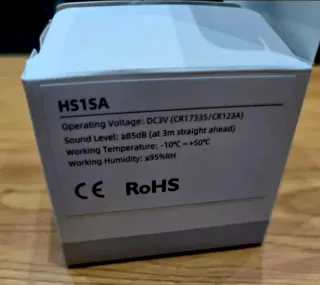 HS1SA
Operating Voltage: DC3V (CR17335/CR123A)
Sound Level: ≥85dB (at 3m straight ahead)
Working Temperature: -10℃ ~ +50℃
Working Humidity: ≤95%RH
CE RoHS